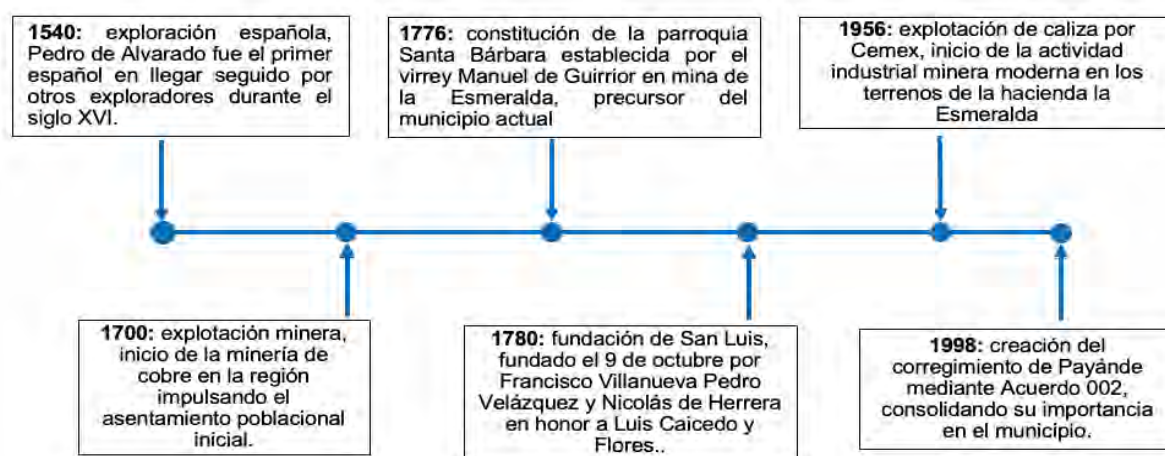 1540: exploración española,
Pedro de Alvarado fue el primer
español en llegar seguido por
otros exploradores durante el
siglo XVI.
1776: constitución de la parroquia
Santa Bárbara establecida por el
virrey Manuel de Guirrior en mina de
la Esmeralda, precursor del
municipio actual
1956: explotación de caliza por
Cemex, inicio de la actividad
industrial minera moderna en los
terrenos de la hacienda la
Esmeralda
1700: explotación minera,
inicio de la minería de
cobre en la región
impulsando el
asentamiento poblacional
inicial.
1780: fundación de San Luis,
fundado el 9 de octubre por
Francisco Villanueva Pedro
Velázquez y Nicolás de Herrera
en honor a Luis Caicedo y
Flores..
1998: creación del
corregimiento de Payánde
mediante Acuerdo 002,
consolidando su importancia
en el municipio.